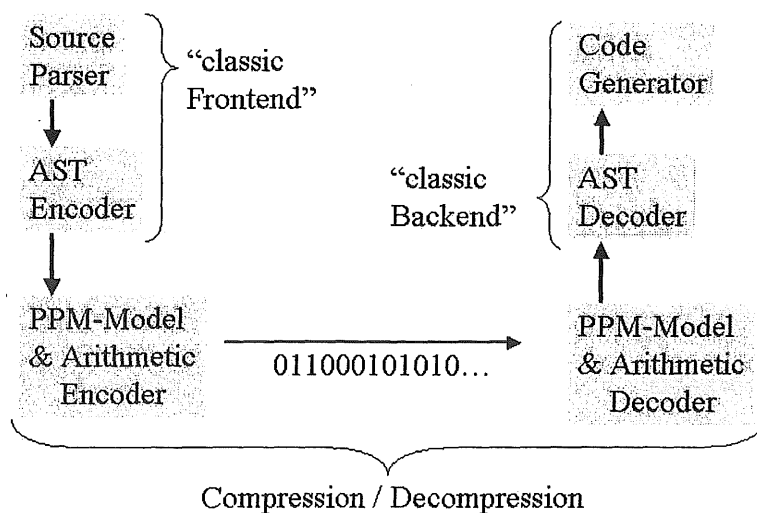 Source
Parser
“classic
Frontend”
AST
Encoder
PPM-Model
& Arithmetic
Encoder
011000101010…
Code
Generator
“classic
Backend”
AST
Decoder
PPM-Model
& Arithmetic
Decoder
Compression / Decompression